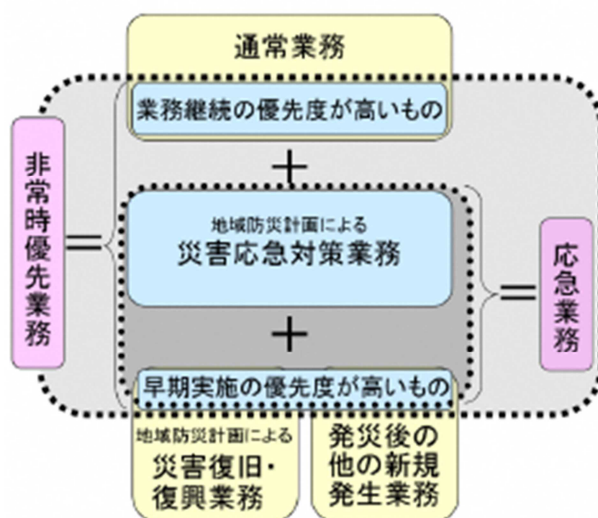 通常業務
業務継続の優先度が高いもの
+
非常時優先業務
=
地域防災計画による
災害応急対策業務
=
応急業務
+
早期実施の優先度が高いもの
地域防災計画による
災害復旧・
復興業務
発災後の
他の新規
発生業務